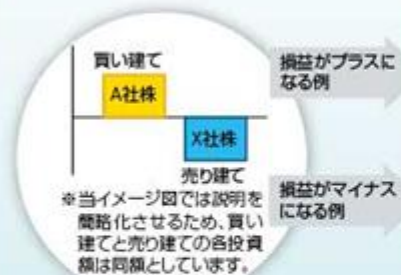 買い建て
A社株
X社株
売り建て
※当イメージ図では説明を
簡略化させるため、買い
建てと売り建ての各投資
額は同額としています。
損益がプラスに
なる例
損益がマイナス
になる例